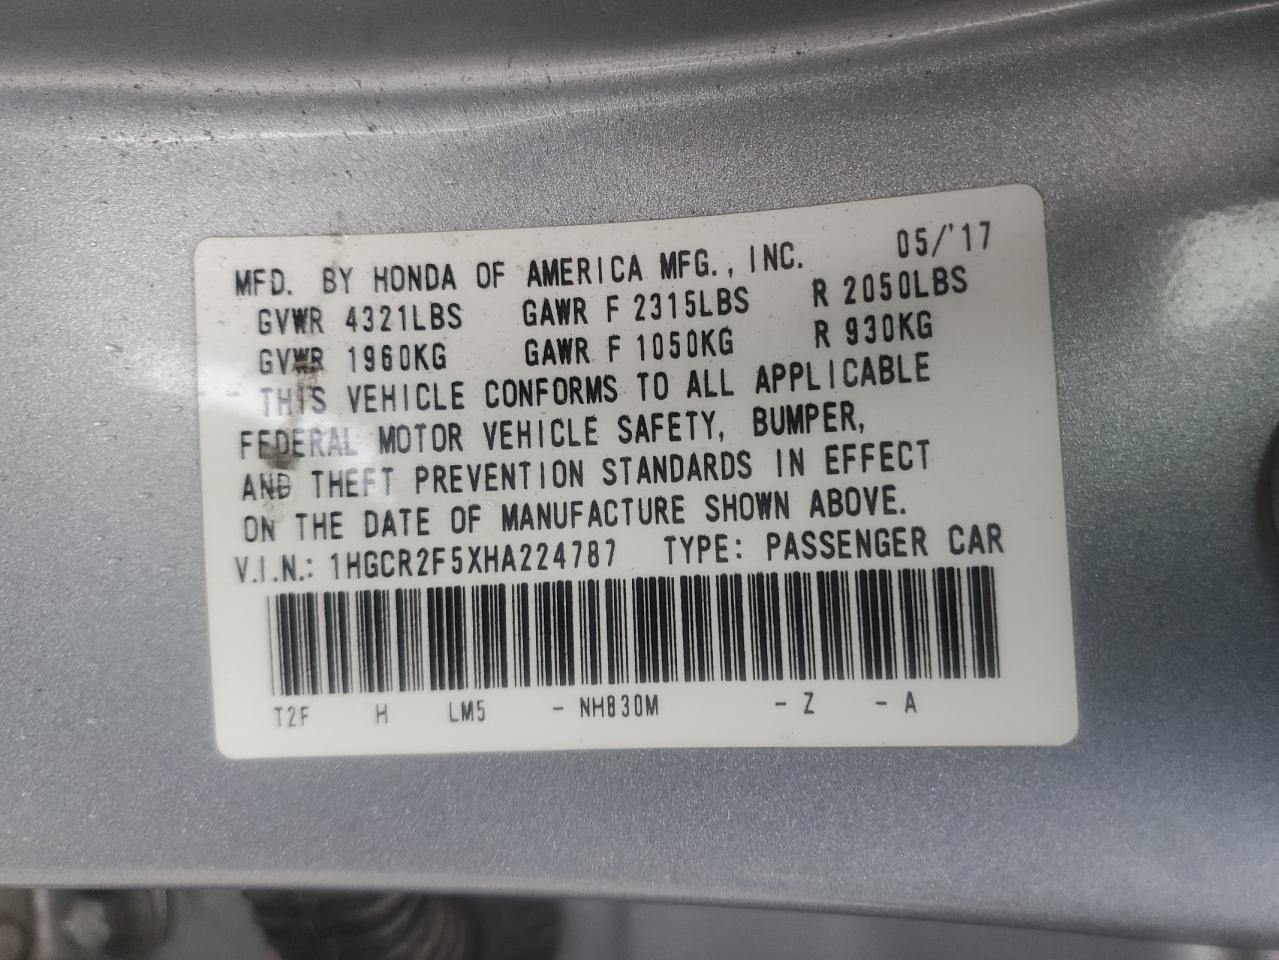 MFD. BY HONDA OF AMERICA MFG., INC. 05/'17
GVWR 4321LBS GAWR F 2315LBS R 2050LBS
GVWR 1960KG GAWR F 1050KG R 930KG
THIS VEHICLE CONFORMS TO ALL APPLICABLE
FEDERAL MOTOR VEHICLE SAFETY, BUMPER,
AND THEFT PREVENTION STANDARDS IN EFFECT
ON THE DATE OF MANUFACTURE SHOWN ABOVE.
V.I.N.: 1HGCR2F5XHA224787 TYPE: PASSENGER CAR
T2F H LM5 - NH830M - Z - A